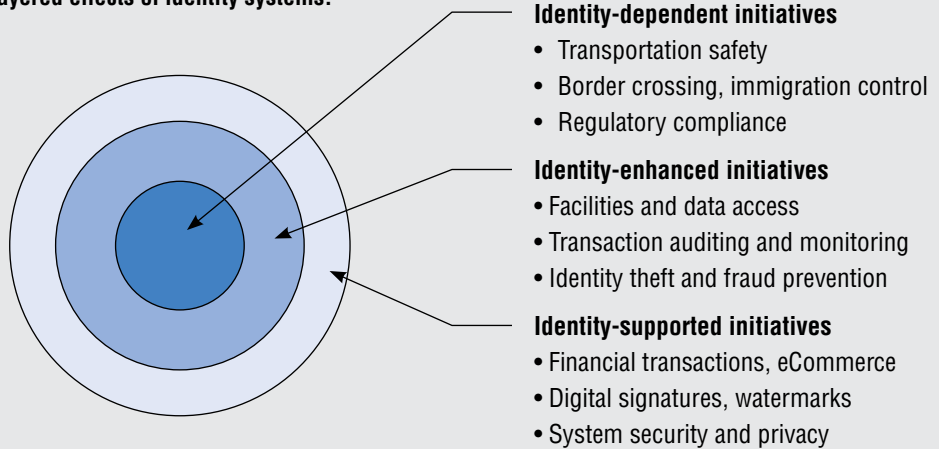 effects of identity systems.
Identity-dependent initiatives
• Transportation safety
• Border crossing, immigration control
• Regulatory compliance
Identity-enhanced initiatives
• Facilities and data access
• Transaction auditing and monitoring
• Identity theft and fraud prevention
Identity-supported initiatives
• Financial transactions, eCommerce
• Digital signatures, watermarks
• System security and privacy